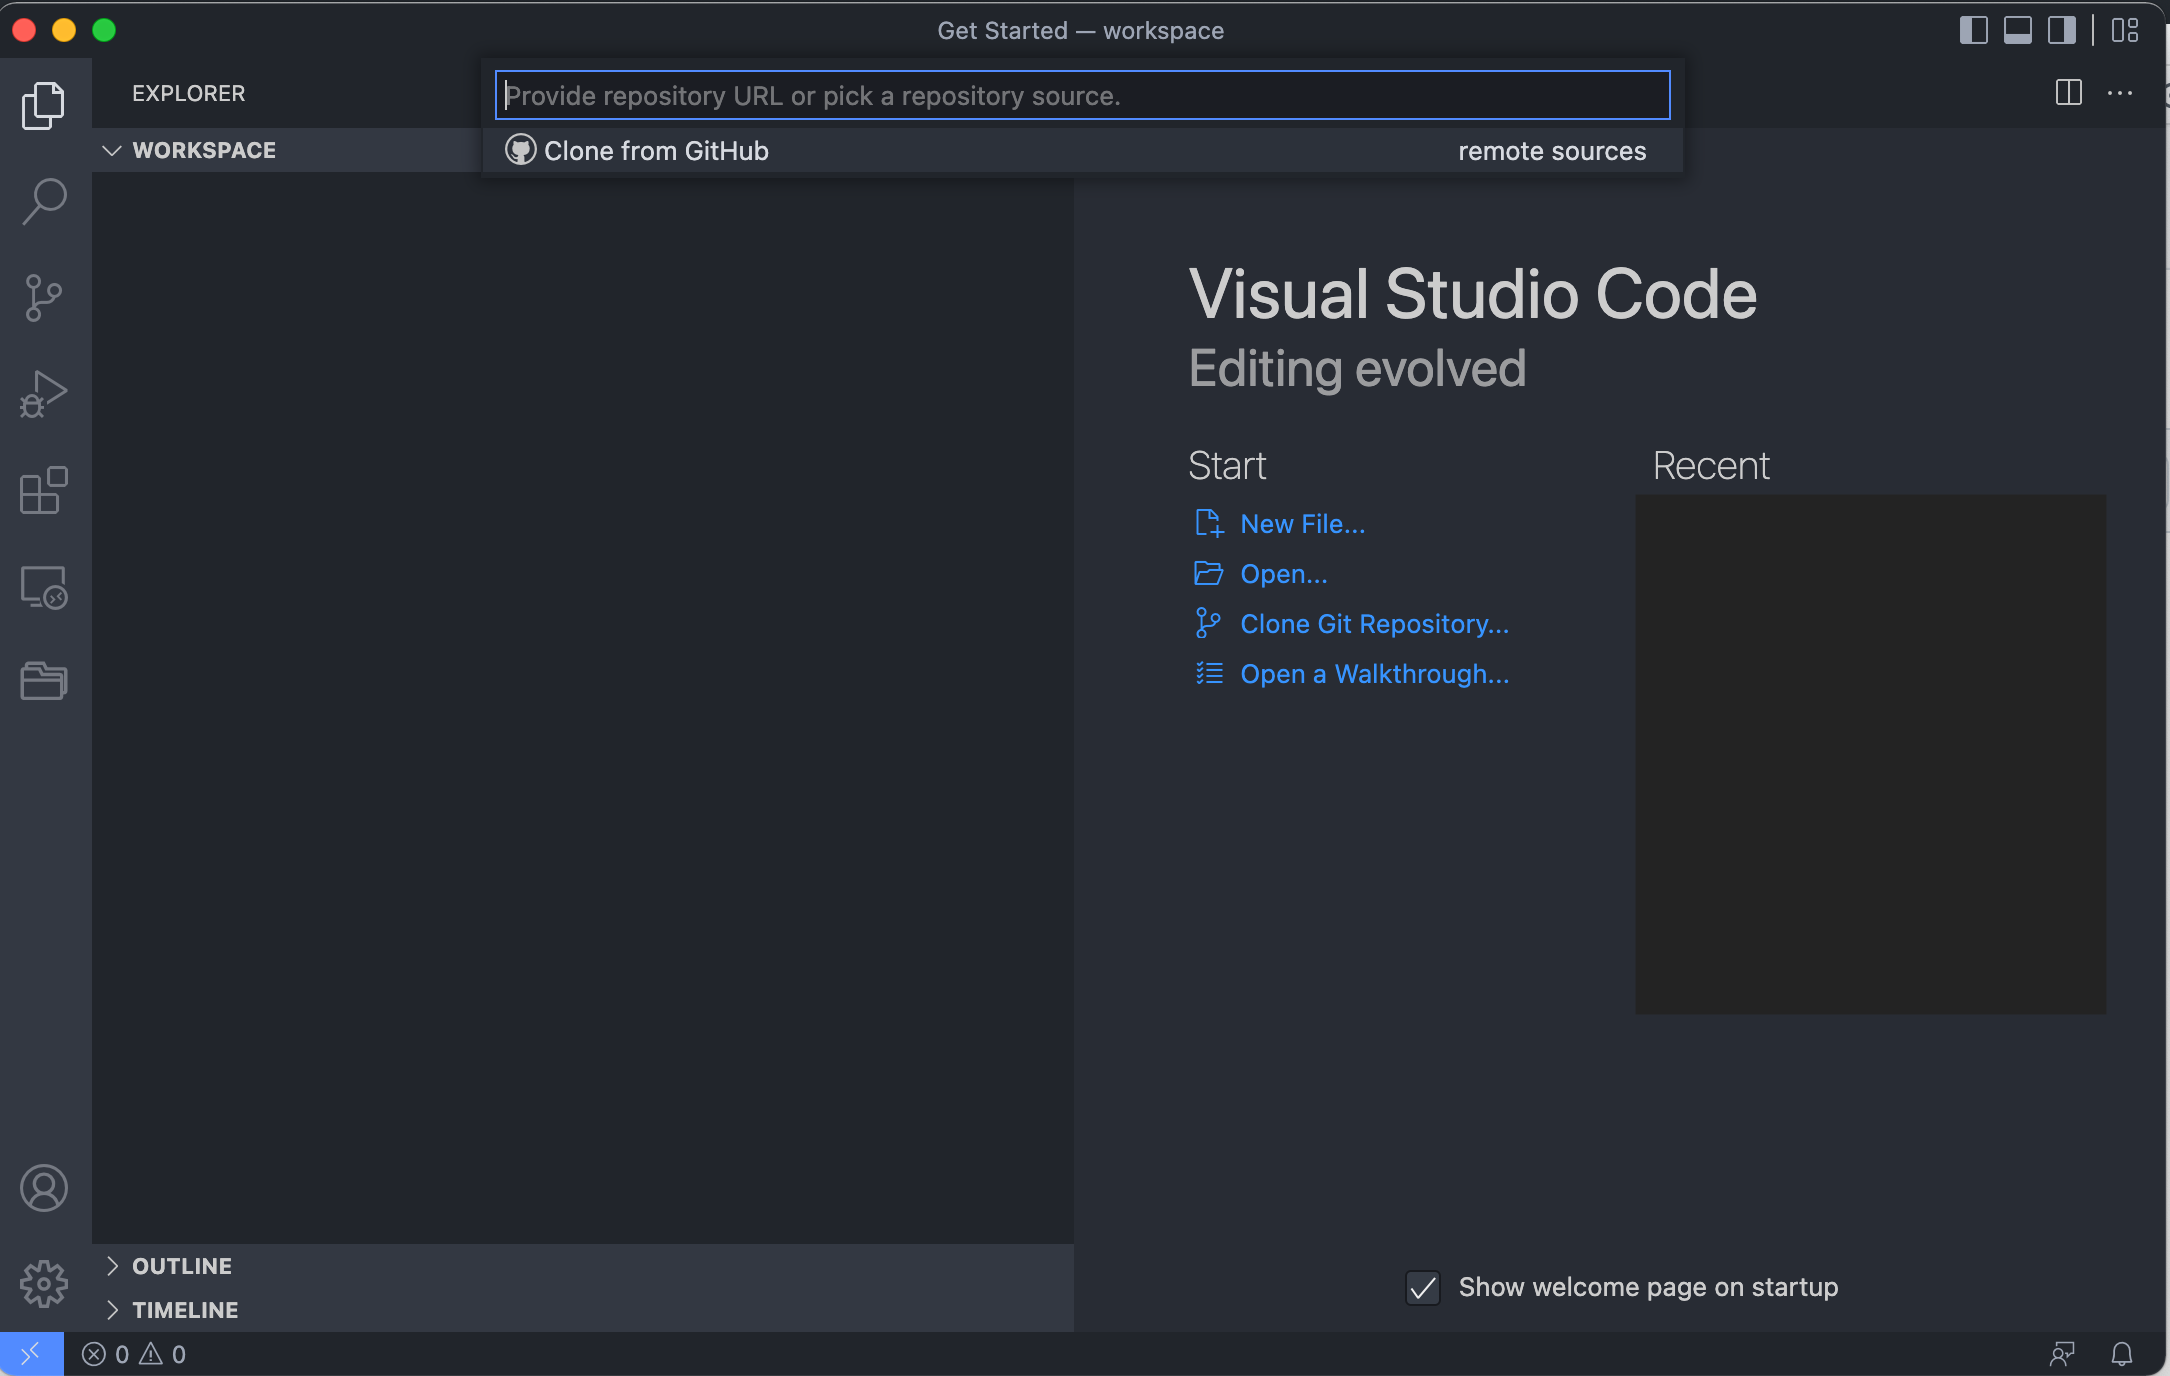 Get Started — workspace
EXPLORER
Provide repository URL or pick a repository source.
WORKSPACE
Clone from GitHub
remote sources
Visual Studio Code
Editing evolved
Start
New File...
Open...
Clone Git Repository...
Open a Walkthrough...
Recent
OUTLINE
TIMELINE
Show welcome page on startup
0 0